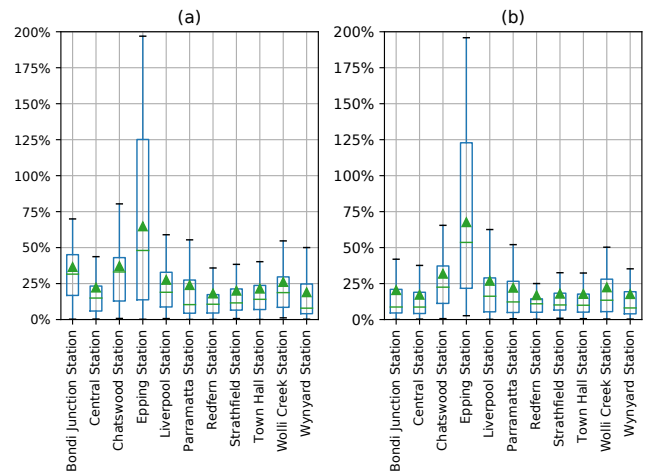 (a)
(b)
200%
175%
150%
125%
100%
75%
50%
25%
0%
200%
175%
150%
125%
100%
75%
50%
25%
0%
Bondi Junction Station
Central Station
Chatswood Station
Epping Station
Liverpool Station
Parramatta Station
Redfern Station
Strathfield Station
Town Hall Station
Wolli Creek Station
Wynyard Station
Bondi Junction Station
Central Station
Chatswood Station
Epping Station
Liverpool Station
Parramatta Station
Redfern Station
Strathfield Station
Town Hall Station
Wolli Creek Station
Wynyard Station